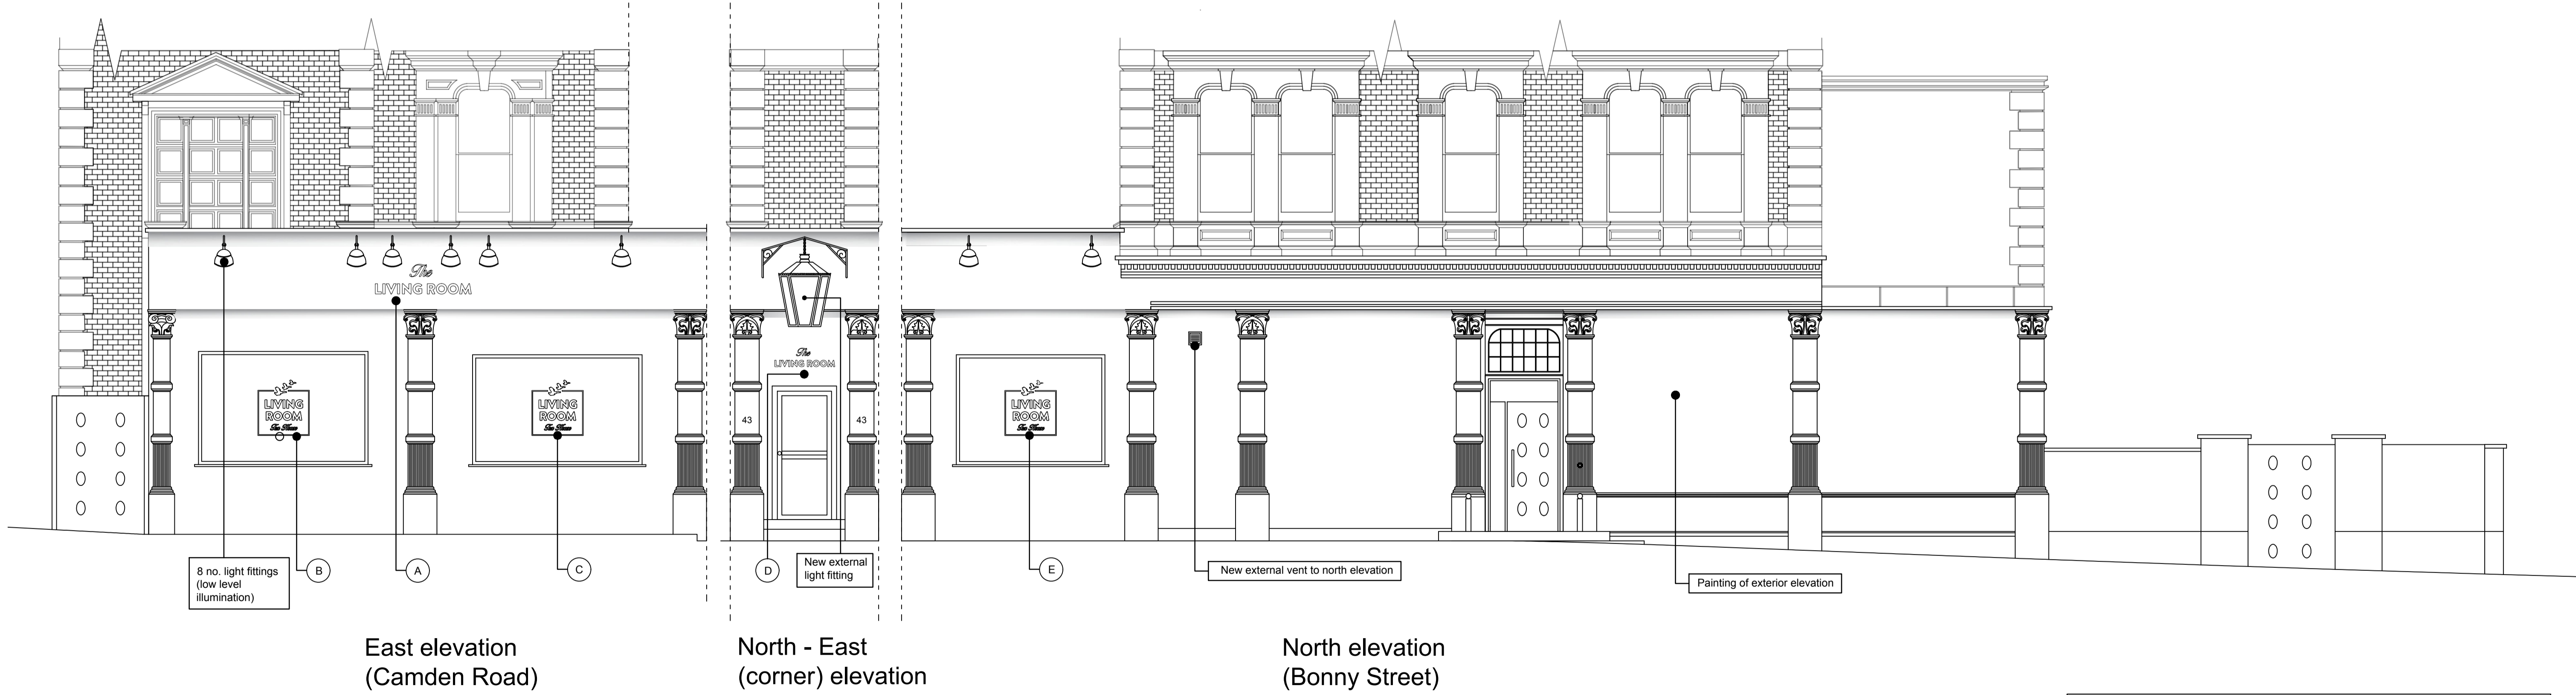 The
LIVING ROOM
The
LIVING ROOM
LIVING
ROOM
LIVING
ROOM
LIVING
ROOM
43
43
8 no. light fittings
(low level
illumination)
B
A
C
D
New external
light fitting
E
New external vent to north elevation
Painting of exterior elevation
East elevation
(Camden Road)
North - East
(corner) elevation
North elevation
(Bonny Street)